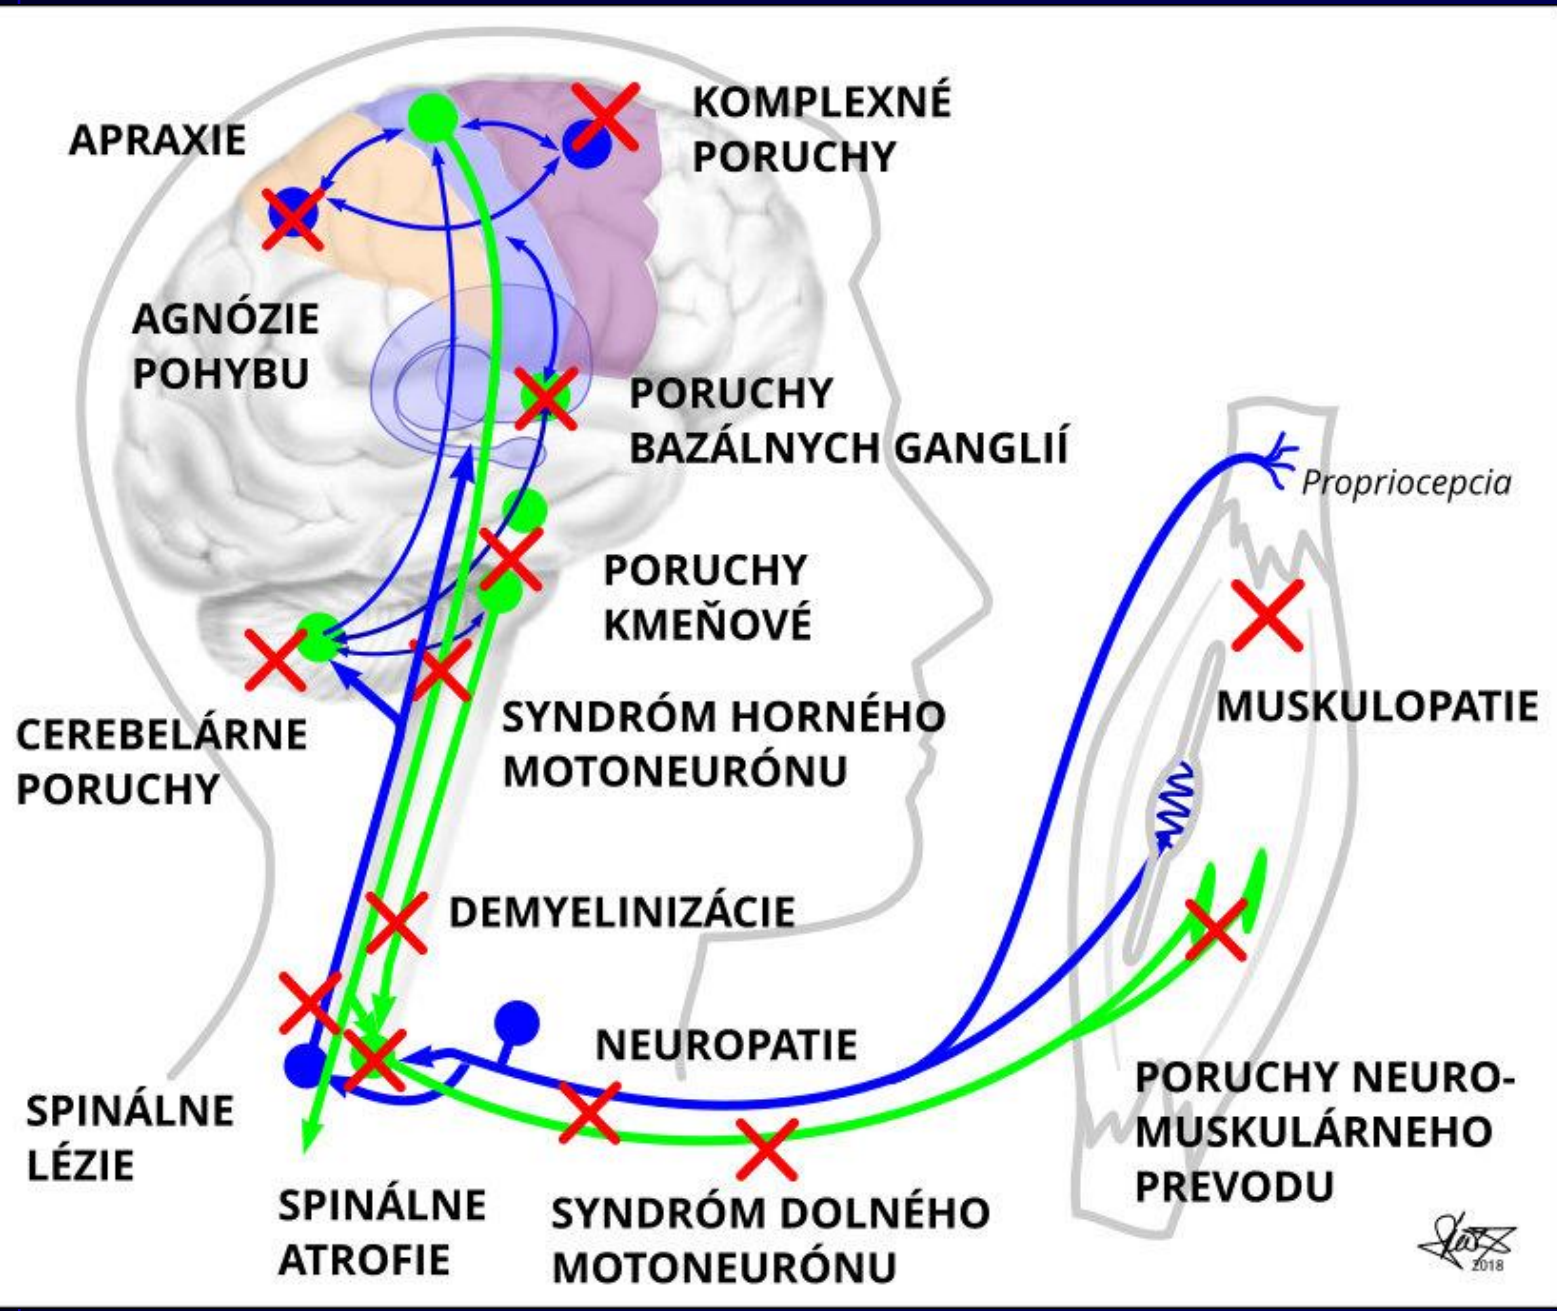 KOMPLEXNÉ
PORUCHY
APRAXIE
AGNÓZIE
POHYBU
PORUCHY
BAZÁLNYCH GANGLIÍ
Propriocepcia
PORUCHY
KMEŇOVÉ
MUSKULOPATIE
SYNDRÓM HORNÉHO
MOTONEURÓNU
CEREBELÁRNE
PORUCHY
DEMYELINIZÁCIE
NEUROPATIE
PORUCHY NEURO-
MUSKULÁRNEHO
PREVODU
SPINÁLNE
LÉZIE
SPINÁLNE
ATROFIE
SYNDRÓM DOLNÉHO
MOTONEURÓNU
2018